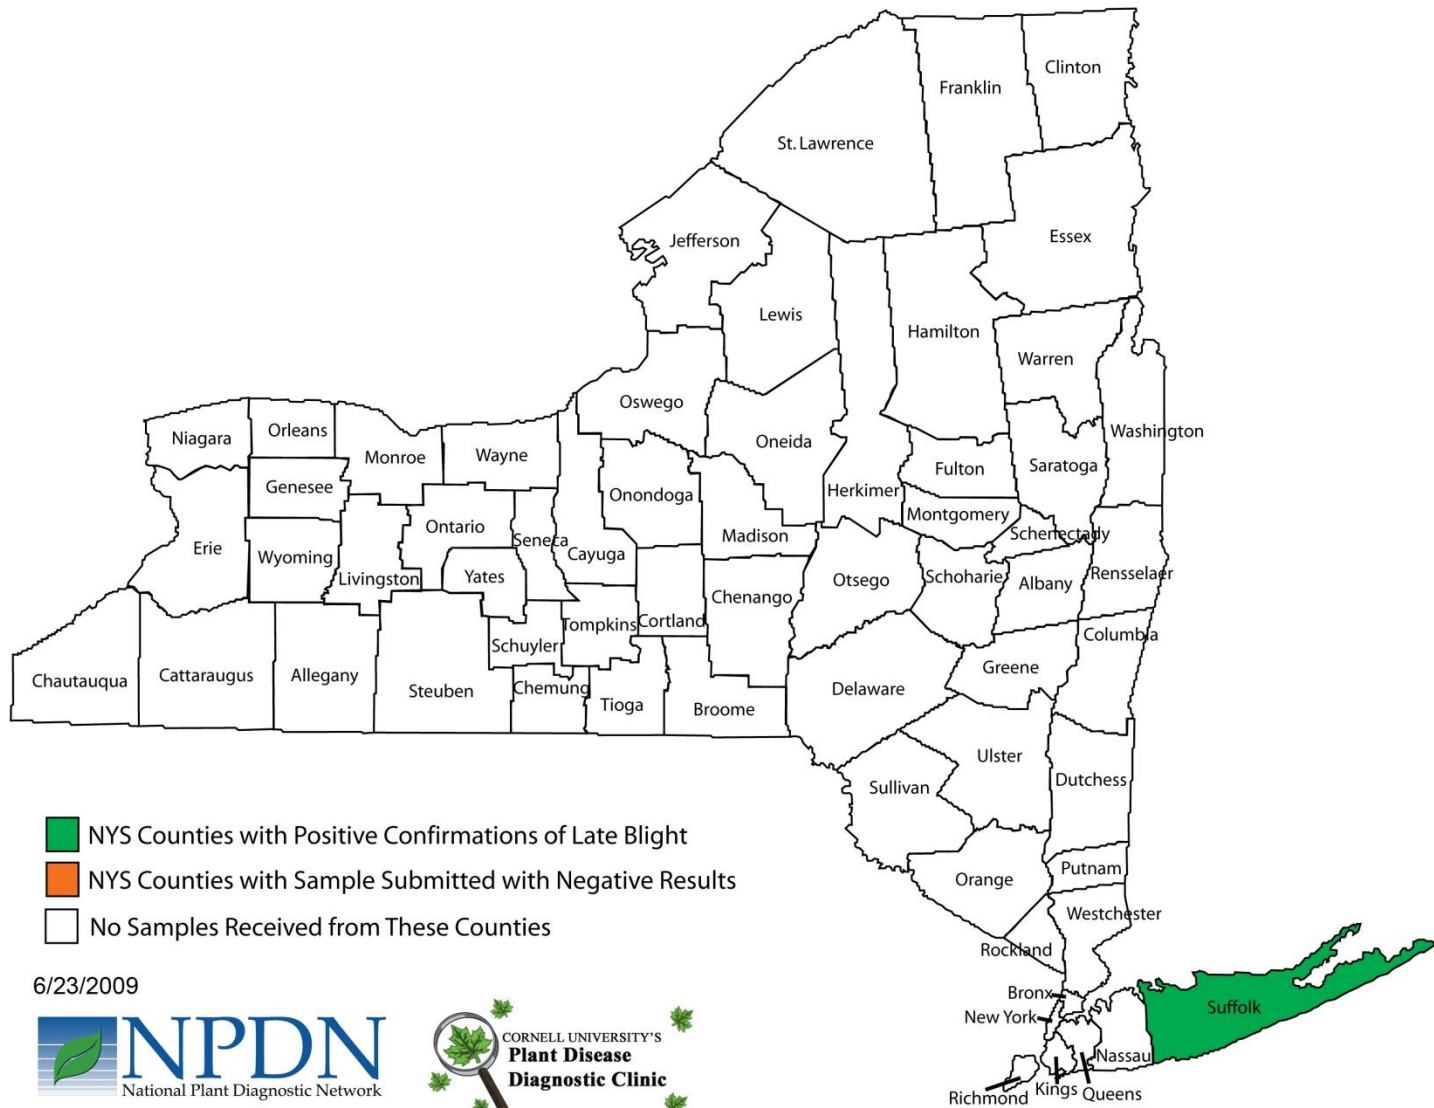 Clinton
Franklin
St. Lawrence
Essex
Jefferson
Lewis
Hamilton
Warren
Oswego
Oneida
Washington
Niagara
Orleans
Monroe
Wayne
Herkimer
Fulton
Saratoga
Genesee
Onondoga
Montgomery
Ontario
Seneca
Madison
Schenectady
Erie
Wyoming
Livingston
Yates
Cayuga
Otsego
Schoharie
Albany
Rensselaer
Chenango
Tompkins
Cortland
Columbia
Schuyler
Greene
Chautauqua
Cattaraugus
Allegany
Steuben
Chemung
Tioga
Broome
Delaware
Ulster
Sullivan
Dutchess
NYS Counties with Positive Confirmations of Late Blight
NYS Counties with Sample Submitted with Negative Results
No Samples Received from These Counties
Orange
Putnam
Westchester
Rockland
Bronx
New York
Suffolk
Nassau
Richmond
Kings
Queens
6/23/2009
NPDN
National Plant Diagnostic Network
CORNELL UNIVERSITY'S
Plant Disease
Diagnostic Clinic